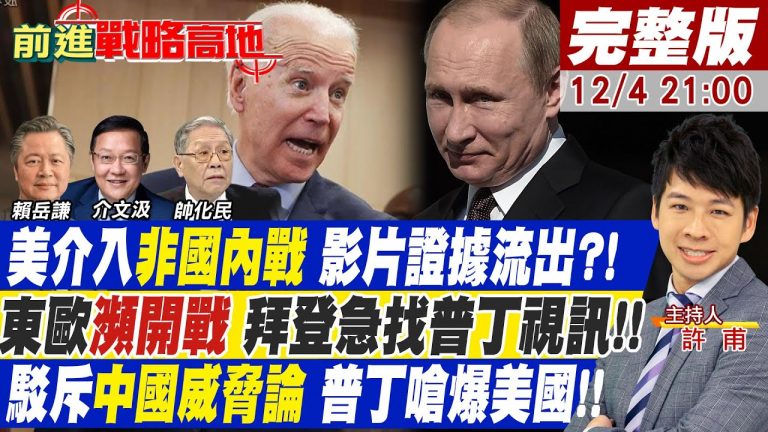 前進戰略高地
完整版
12/4 21:00
賴岳謙 介文汲 帥化民
美介入非國內戰 影片證據流出?!
東歐瀕開戰 拜登急找普丁視訊!!
駁斥中國威脅論 普丁嗆爆美國!!
主持人
許甫